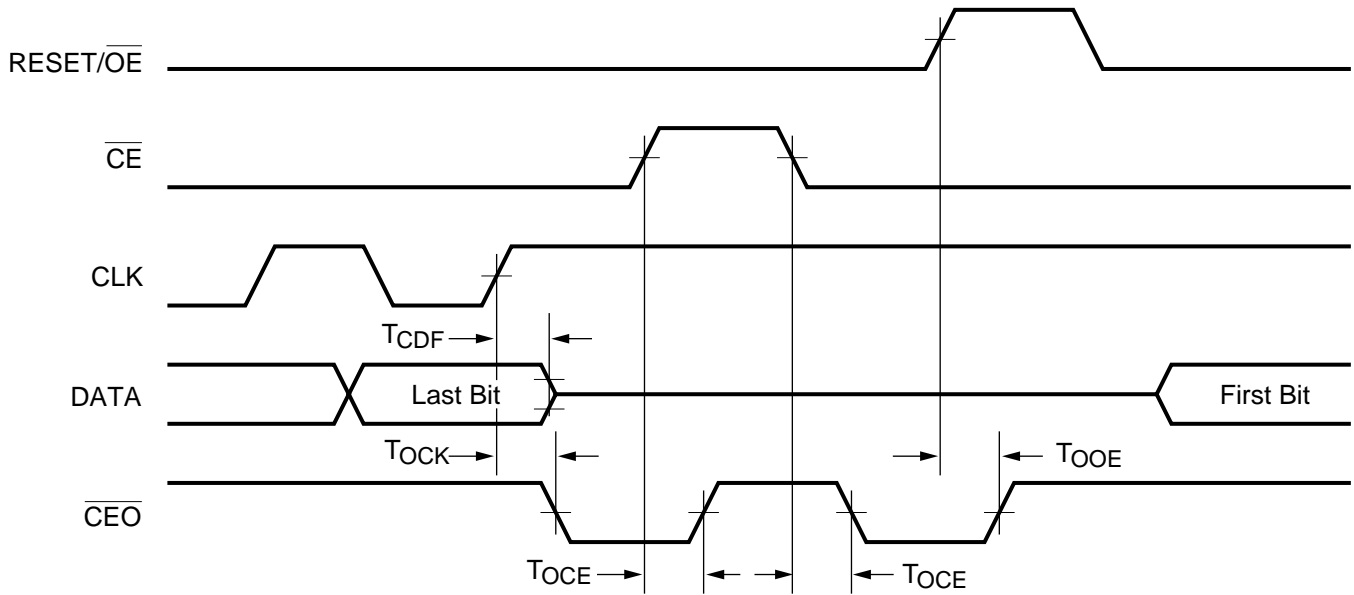 RESET/OE
CE
CLK
TCDF
DATA
Last Bit
First Bit
TOCK
TOOE
CEO
TOCE
TOCE